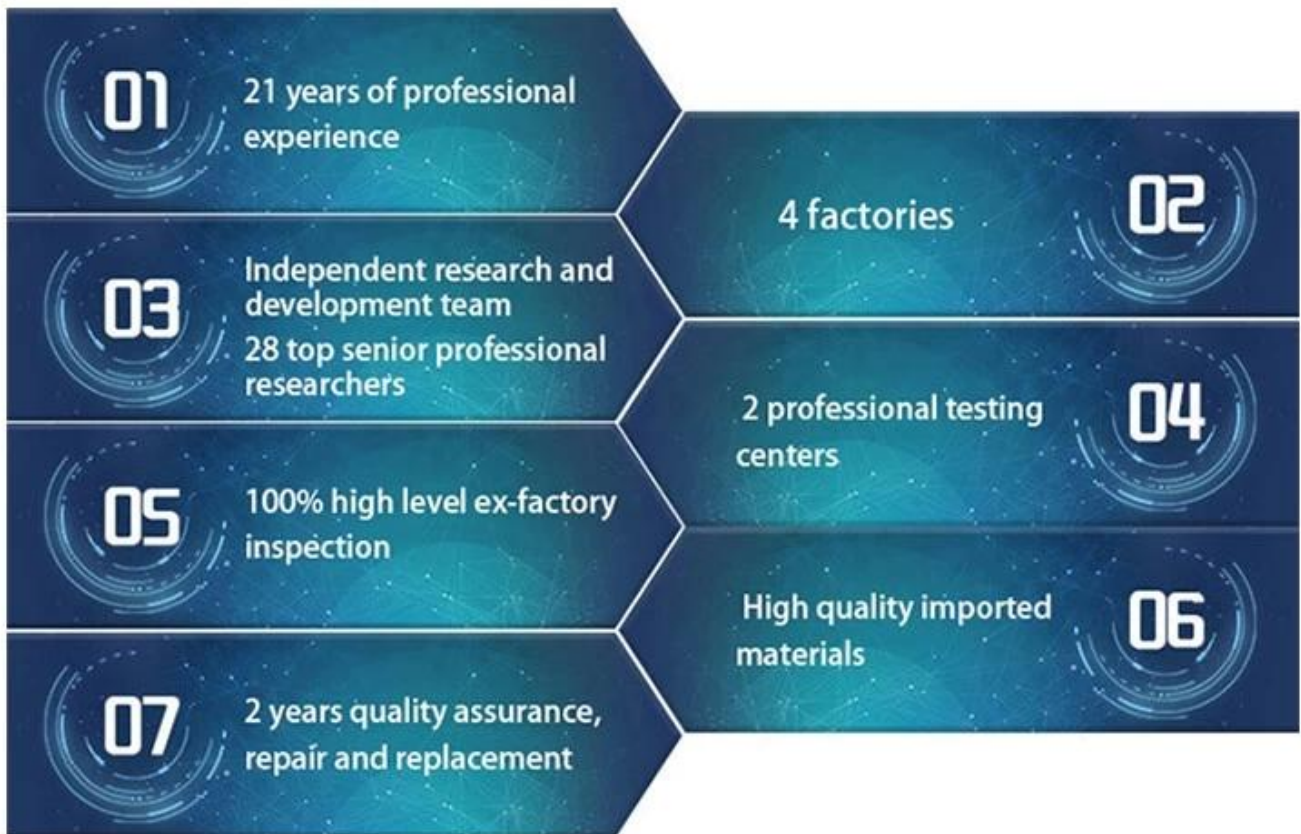 01
21 years of professional
experience
02
4 factories
03
Independent research and
development team
28 top senior professional
researchers
04
2 professional testing
centers
05
100% high level ex-factory
inspection
06
High quality imported
materials
07
2 years quality assurance,
repair and replacement